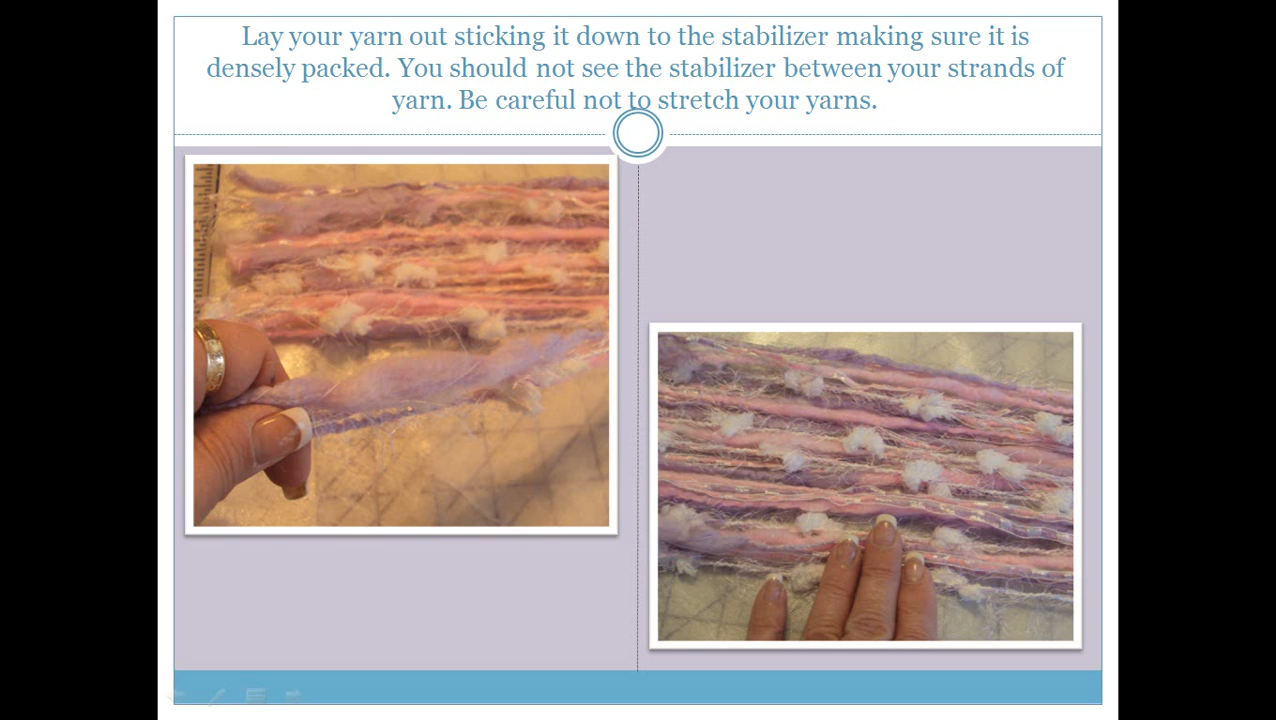 Lay your yarn out sticking it down to the stabilizer making sure it is
densely packed. You should not see the stabilizer between your strands of
yarn. Be careful not to stretch your yarns.